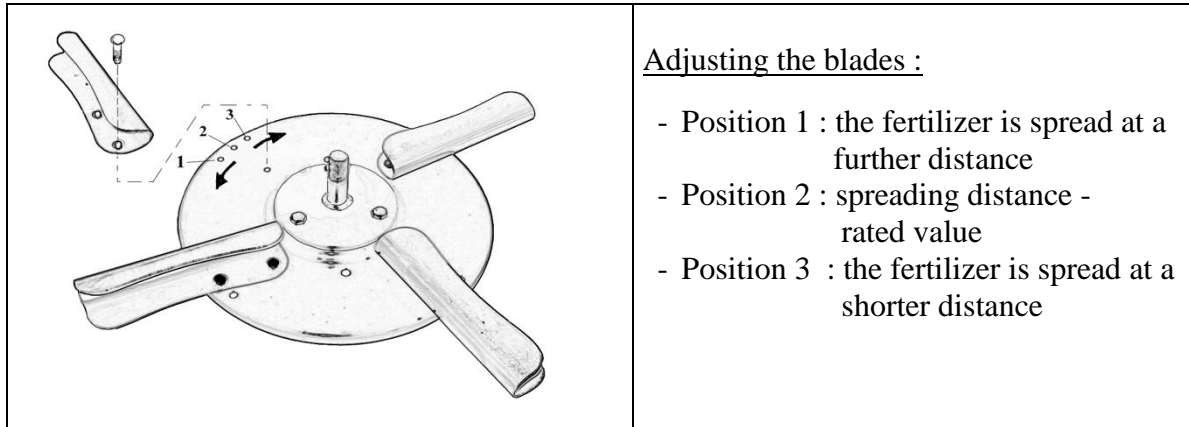 3
2
1
Adjusting the blades :
- Position 1 : the fertilizer is spread at a
further distance
- Position 2 : spreading distance -
rated value
- Position 3 : the fertilizer is spread at a
shorter distance